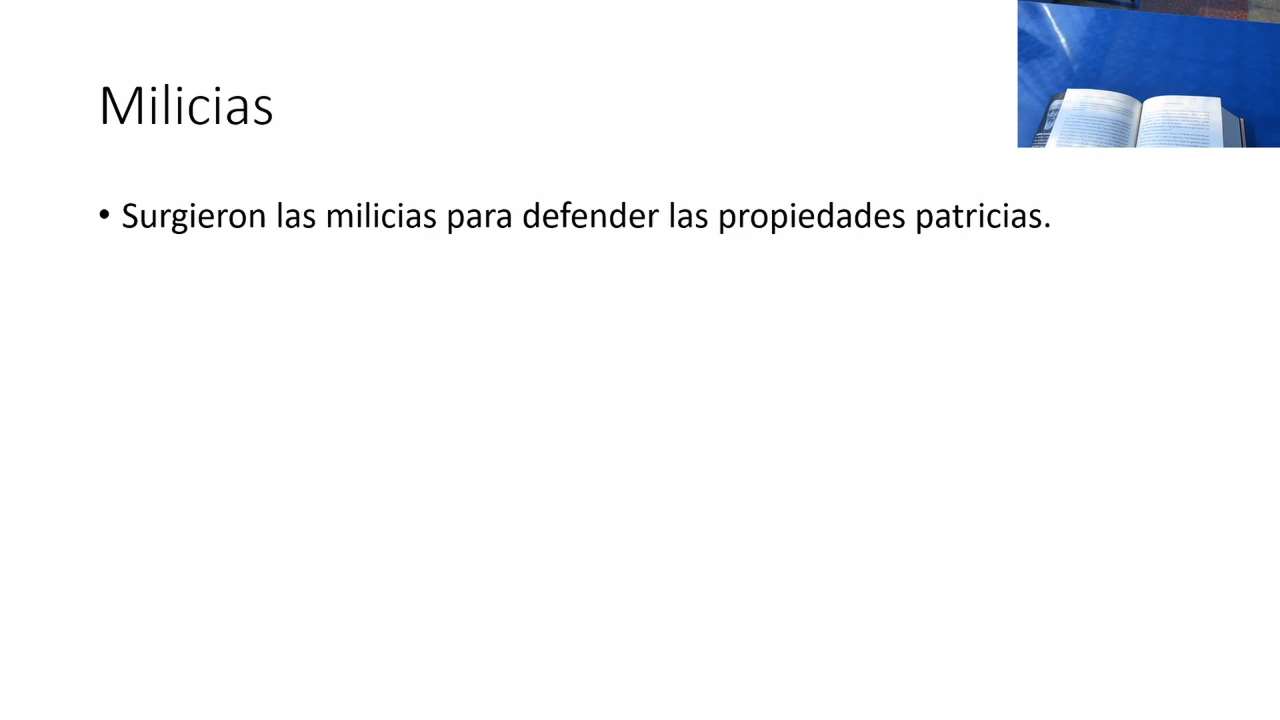 Milicias
• Surgieron las milicias para defender las propiedades patricias.